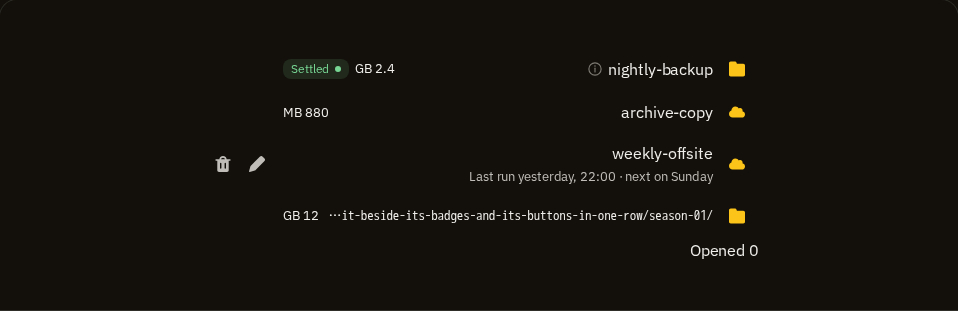 nightly-backup GB 2.4 Settled
archive-copy MB 880
weekly-offsite
Last run yesterday, 22:00 · next on Sunday
…it-beside-its-badges-and-its-buttons-in-one-row/season-01/ GB 12
Opened 0